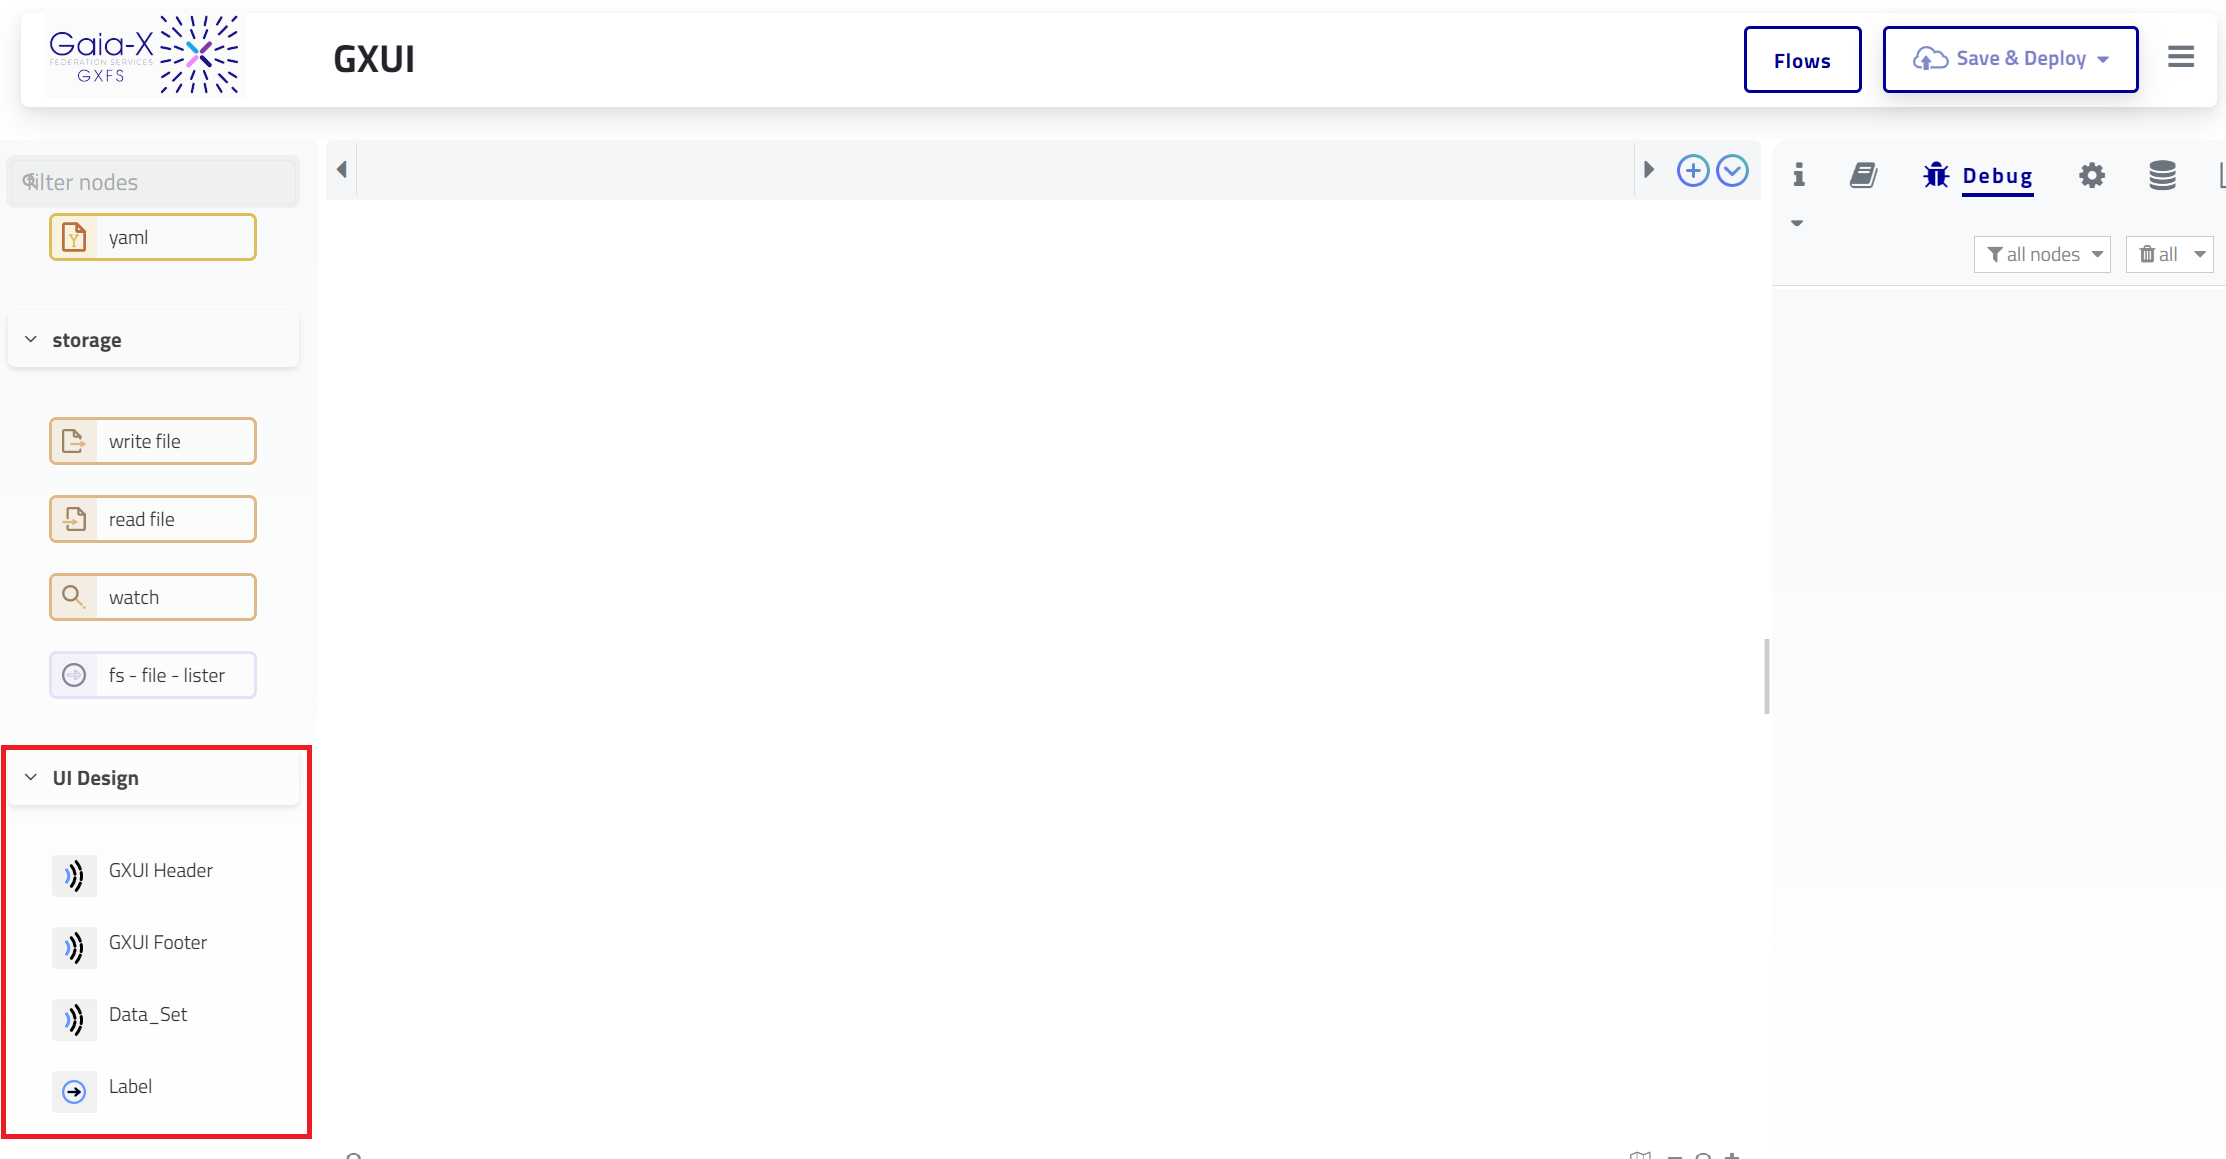 Gaia-X
FEDERATION SERVICES
GXFS
GXUI
Flows
Save & Deploy
filter nodes
Debug
all nodes
all
yaml
storage
write file
read file
watch
fs - file - lister
UI Design
GXUI Header
GXUI Footer
Data_Set
Label